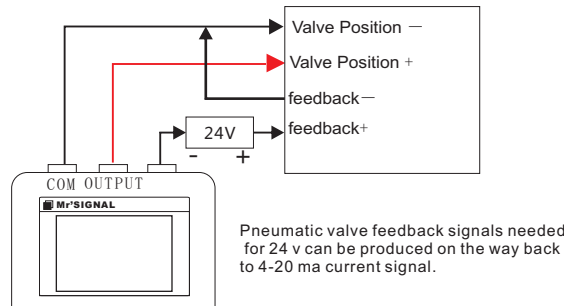 Valve Position —
Valve Position +
feedback—
feedback+
24V
- +
COM OUTPUT
Mr'SIGNAL
Pneumatic valve feedback signals needed
for 24 v can be produced on the way back
to 4-20 ma current signal.